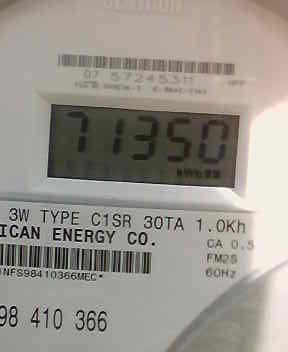 CENTRON
07 57245311
71350
kWh
3W TYPE C1SR 30TA 1.0Kh
ICAN ENERGY CO. CA 0.5
FM2S
60Hz
INFS98410366MEC*
98 410 366